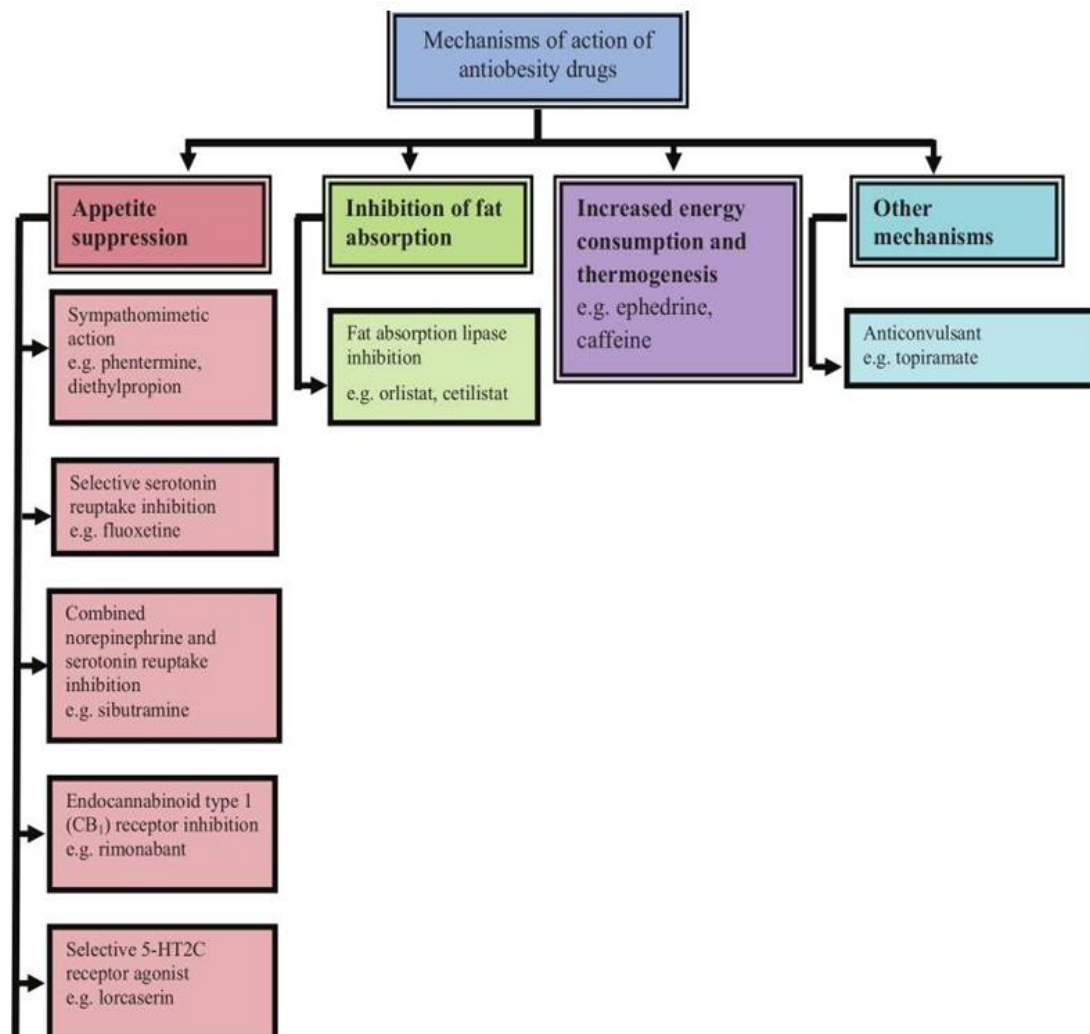 Mechanisms of action of
antiobesity drugs
Appetite
suppression
Sympathomimetic
action
e.g. phentermine,
diethylpropion
Selective serotonin
reuptake inhibition
e.g. fluoxetine
Combined
norepinephrine and
serotonin reuptake
inhibition
e.g. sibutramine
Endocannabinoid type 1
(CB₁) receptor inhibition
e.g. rimonabant
Selective 5-HT2C
receptor agonist
e.g. lorcaserin
Inhibition of fat
absorption
Fat absorption lipase
inhibition
e.g. orlistat, cetilistat
Increased energy
consumption and
thermogenesis
e.g. ephedrine,
caffeine
Other
mechanisms
Anticonvulsant
e.g. topiramate